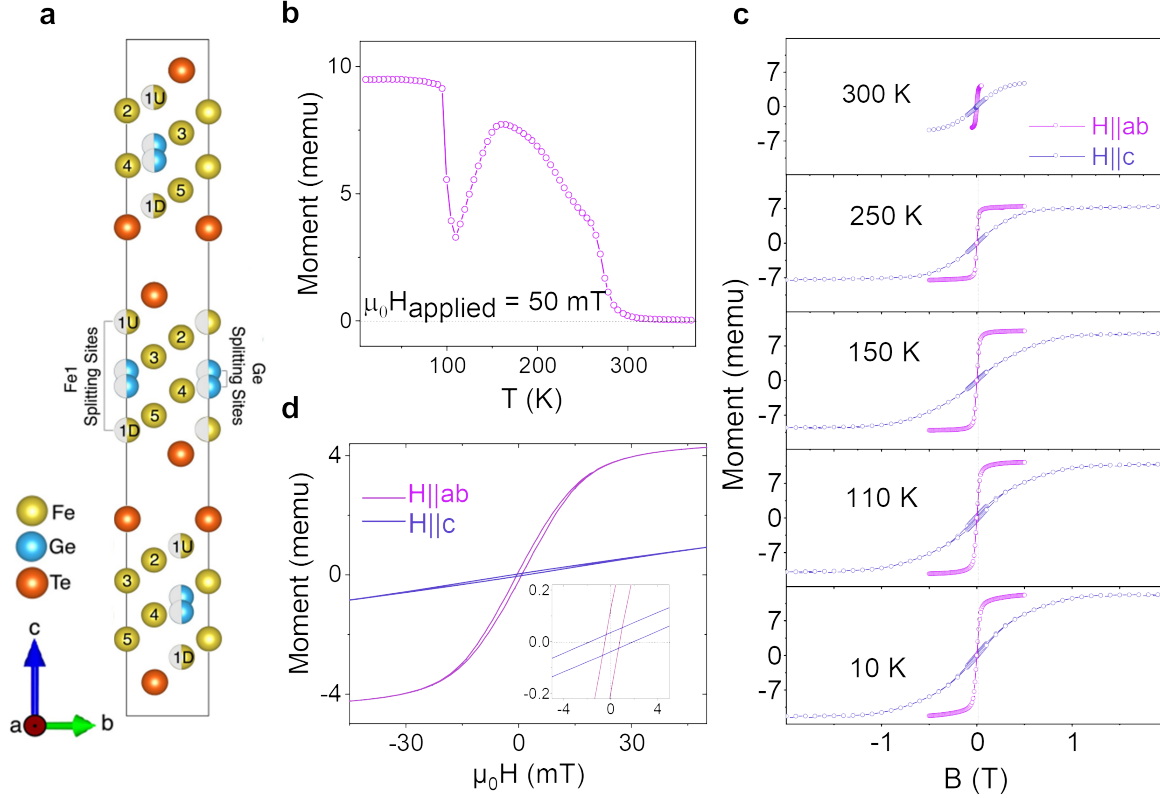 a
1U
2
3
4
5
1D
1U
2
3
4
5
1D
Fe1
Splitting Sites
Ge
Splitting Sites
1U
2
3
4
5
1D
Fe
Ge
Te
c
a
b
b
Moment (memu)
10
5
0
μ₀Happlied = 50 mT
100
200
300
T (K)
c
Moment (memu)
7
0
-7
300 K
H||ab
H||c
7
0
-7
250 K
7
0
-7
150 K
7
0
-7
110 K
7
0
-7
10 K
-1
0
1
B (T)
d
Moment (memu)
4
0
-4
H||ab
H||c
0.2
0.0
-0.2
-4
0
4
-30
0
30
μ₀H (mT)